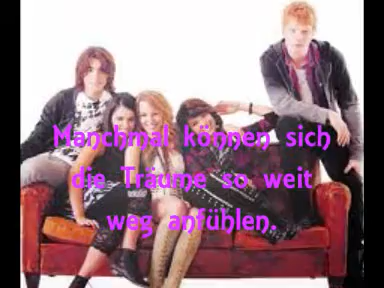 Manchmal können sich
die Träume so weit
weg anfühlen.